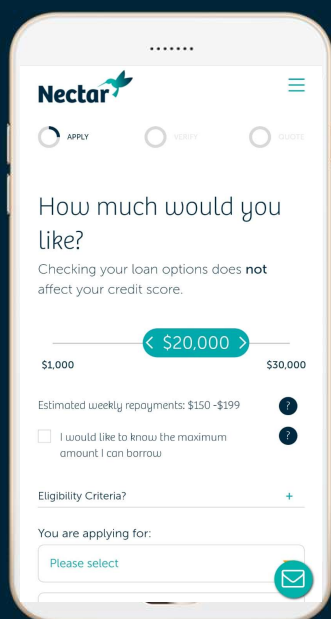 Nectar
APPLY VERIFY QUOTE
How much would you
like?
Checking your loan options does not
affect your credit score.
< $20,000 >
$1,000 $30,000
Estimated weekly repayments: $150 -$199 ?
I would like to know the maximum ?
amount I can borrow
Eligibility Criteria? +
You are applying for:
Please select